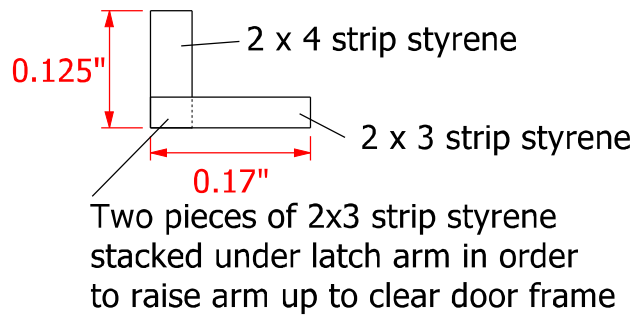 2 x 4 strip styrene
0.125"
2 x 3 strip styrene
0.17"
Two pieces of 2x3 strip styrene
stacked under latch arm in order
to raise arm up to clear door frame